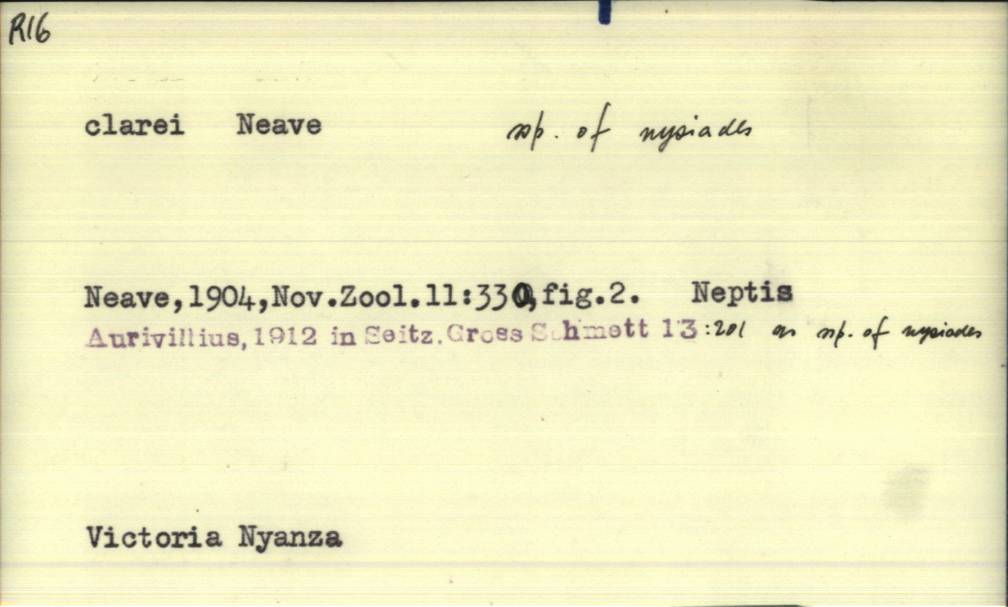 R16
clarei Neave ssp. of nysiades
Neave,1904,Nov.Zool.11:330,fig.2. Neptis
Aurivillius, 1912 in Seitz. Gross Schmett 13:201 as ssp. of nysiades
Victoria Nyanza